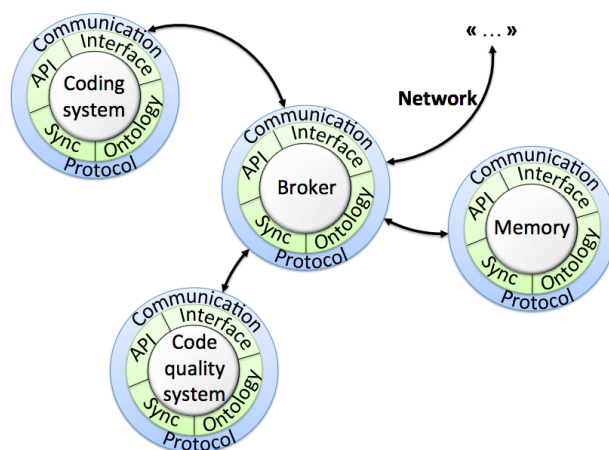 Communication
API
Interface
Coding
system
Sync
Ontology
Protocol
« ... »
Network
Communication
API
Interface
Broker
Sync
Ontology
Protocol
Communication
API
Interface
Memory
Sync
Ontology
Protocol
Communication
API
Interface
Code
quality
system
Sync
Ontology
Protocol